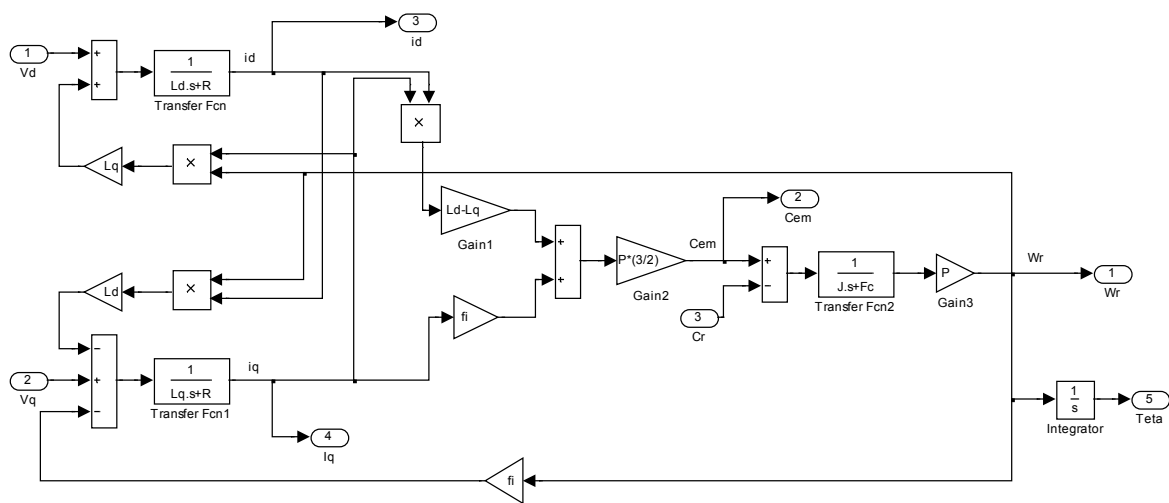 3
id
1
Vd
+
+
1
Ld.s+R
Transfer Fcn
id
×
Lq
×
Ld-Lq
Gain1
2
Cem
+
+
P*(3/2)
Gain2
Cem
+
−
1
J.s+Fc
Transfer Fcn2
P
Gain3
Wr
1
Wr
3
Cr
Ld
×
fi
−
+
−
2
Vq
1
Lq.s+R
Transfer Fcn1
iq
4
Iq
1
s
Integrator
5
Teta
fi